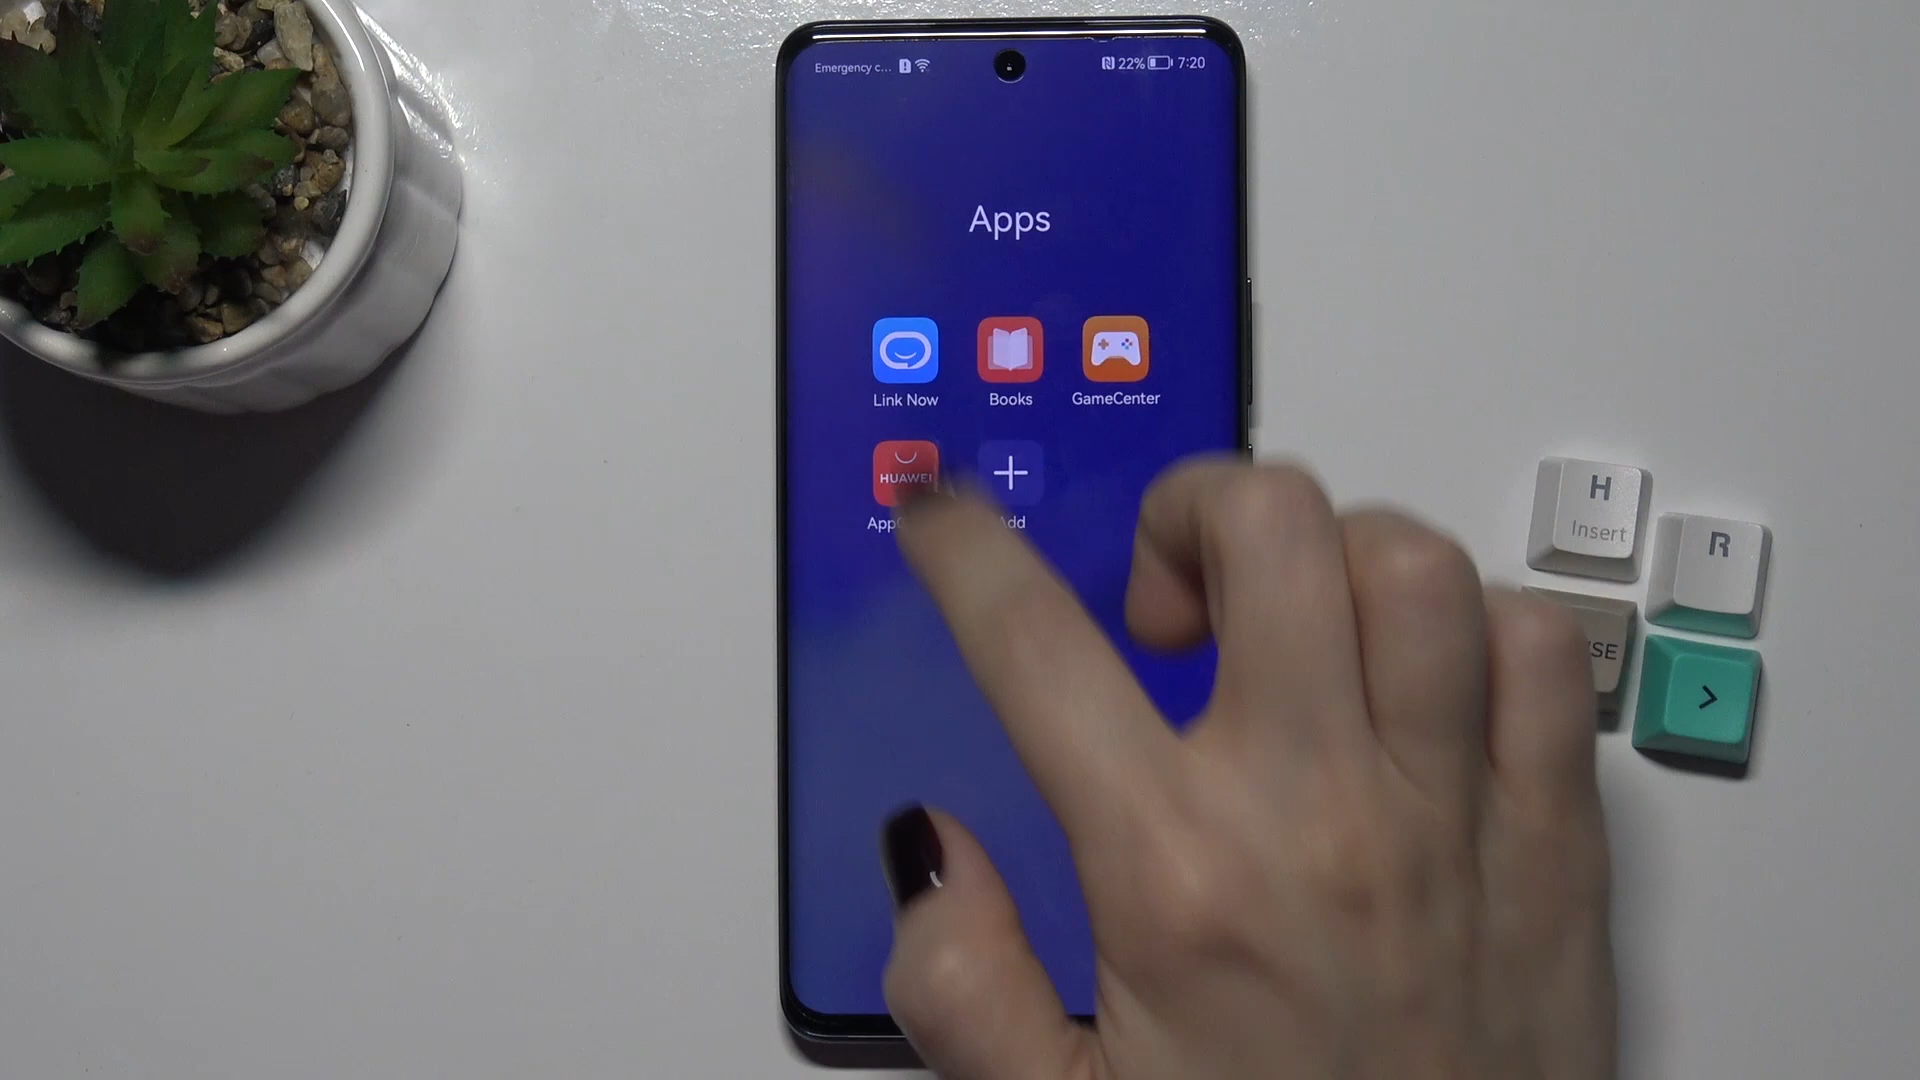 Emergency c...
22% 7:20
Apps
Link Now
Books
GameCenter
HUAWEI
Add
H
Insert
R
>